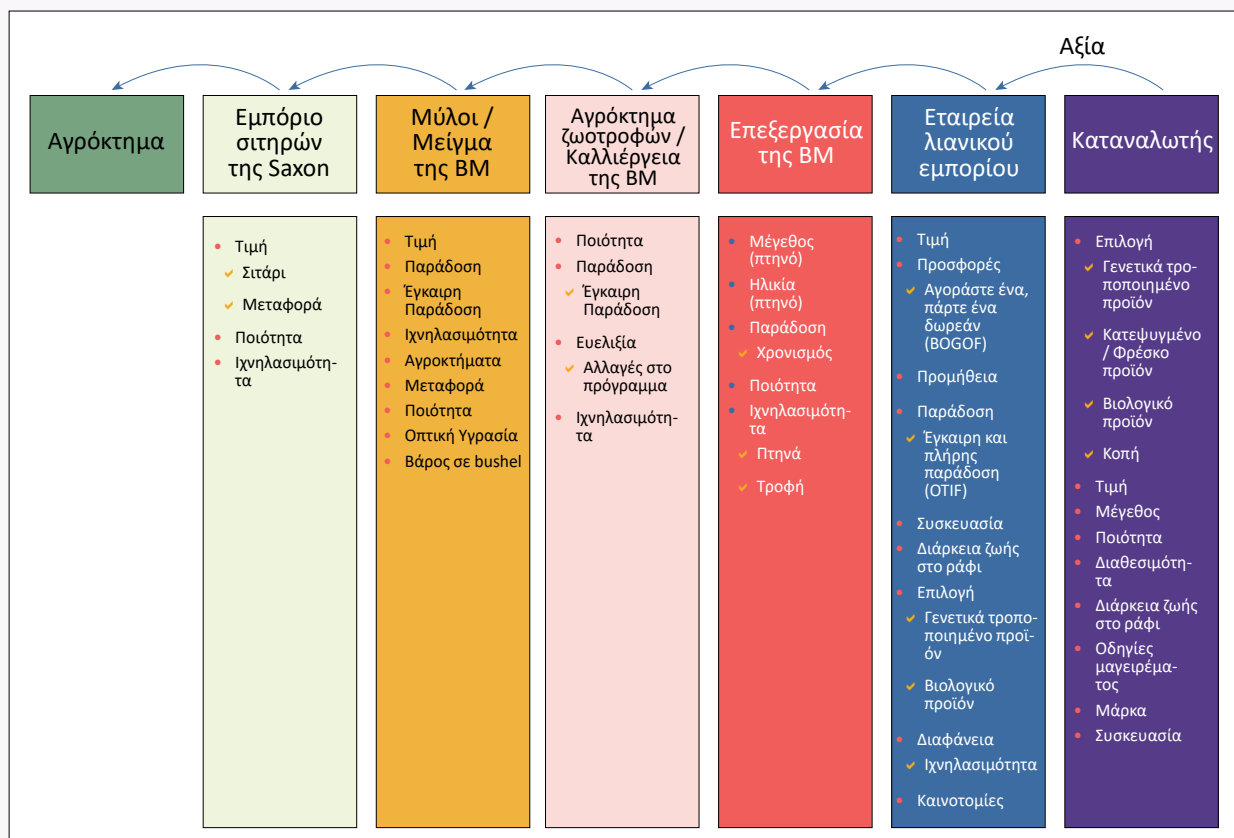 Αξία
Αγρόκτημα
Εμπόριο
σιτηρών
της Saxon
Μύλοι /
Μείγμα
της BM
Αγρόκτημα
ζωοτροφών /
Καλλιέργεια
της BM
Επεξεργασία
της BM
Εταιρεία
λιανικού
εμπορίου
Καταναλωτής
Τιμή
Σιτάρι
Μεταφορά
Ποιότητα
Ιχνηλασιμότη-
τα
Τιμή
Παράδοση
Έγκαιρη
Παράδοση
Ιχνηλασιμότητα
Αγροκτήματα
Μεταφορά
Ποιότητα
Οπτική Υγρασία
Βάρος σε bushel
Ποιότητα
Παράδοση
Έγκαιρη
Παράδοση
Ευελιξία
Αλλαγές στο
πρόγραμμα
Ιχνηλασιμότη-
τα
Μέγεθος
(πτηνό)
Ηλικία
(πτηνό)
Παράδοση
Χρονισμός
Ποιότητα
Ιχνηλασιμότη-
τα
Πτηνά
Τροφή
Τιμή
Προσφορές
Αγοράστε ένα,
πάρτε ένα
δωρεάν
(BOGOF)
Προμήθεια
Παράδοση
Έγκαιρη και
πλήρης
παράδοση
(OTIF)
Συσκευασία
Διάρκεια ζωής
στο ράφι
Επιλογή
Γενετικά τροπο-
ποιημένο προϊ-
όν
Βιολογικό
προϊόν
Διαφάνεια
Ιχνηλασιμότητα
Καινοτομίες
Επιλογή
Γενετικά τρο-
ποποιημένο
προϊόν
Κατεψυγμένο
/ Φρέσκο
προϊόν
Βιολογικό
προϊόν
Κοπή
Τιμή
Μέγεθος
Ποιότητα
Διαθεσιμότη-
τα
Διάρκεια ζωής
στο ράφι
Οδηγίες
μαγειρέμα-
τος
Μάρκα
Συσκευασία